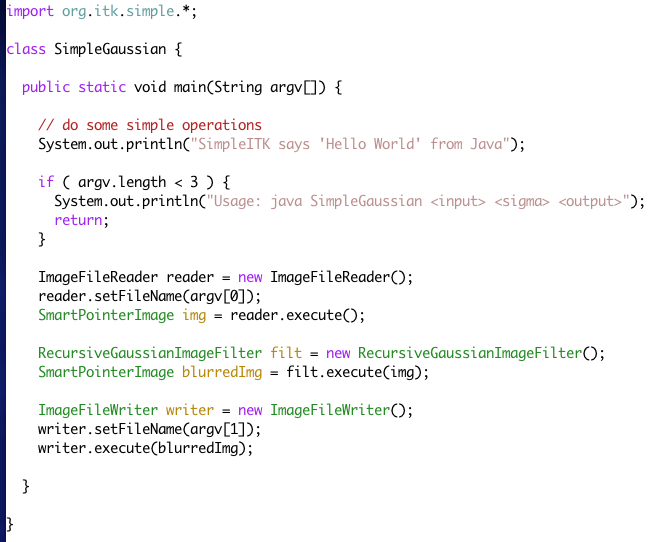 import org.itk.simple.*;
class SimpleGaussian {
public static void main(String argv[]) {
// do some simple operations
System.out.println("SimpleITK says 'Hello World' from Java");
if ( argv.length < 3 ) {
System.out.println("Usage: java SimpleGaussian <input> <sigma> <output>");
return;
}
ImageFileReader reader = new ImageFileReader();
reader.setFileName(argv[0]);
SmartPointerImage img = reader.execute();
RecursiveGaussianImageFilter filt = new RecursiveGaussianImageFilter();
SmartPointerImage blurredImg = filt.execute(img);
ImageFileWriter writer = new ImageFileWriter();
writer.setFileName(argv[1]);
writer.execute(blurredImg);
}
}